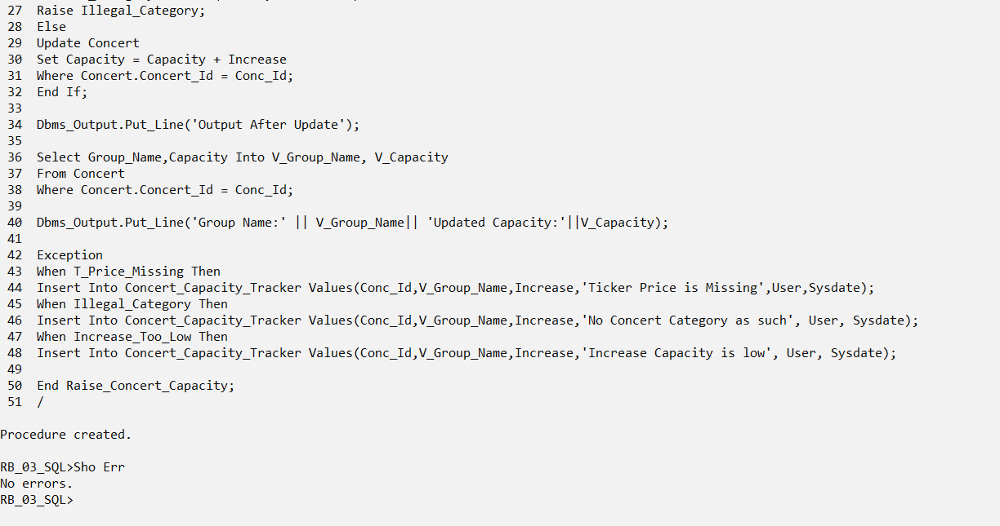 27 Raise Illegal_Category;
28 Else
29 Update Concert
30 Set Capacity = Capacity + Increase
31 Where Concert.Concert_Id = Conc_Id;
32 End If;
33
34 Dbms_Output.Put_Line('Output After Update');
35
36 Select Group_Name,Capacity Into V_Group_Name, V_Capacity
37 From Concert
38 Where Concert.Concert_Id = Conc_Id;
39
40 Dbms_Output.Put_Line('Group Name:' || V_Group_Name|| 'Updated Capacity:'||V_Capacity);
41
42 Exception
43 When T_Price_Missing Then
44 Insert Into Concert_Capacity_Tracker Values(Conc_Id,V_Group_Name,Increase,'Ticker Price is Missing',User,Sysdate);
45 When Illegal_Category Then
46 Insert Into Concert_Capacity_Tracker Values(Conc_Id,V_Group_Name,Increase,'No Concert Category as such', User, Sysdate);
47 When Increase_Too_Low Then
48 Insert Into Concert_Capacity_Tracker Values(Conc_Id,V_Group_Name,Increase,'Increase Capacity is low', User, Sysdate);
49
50 End Raise_Concert_Capacity;
51 /
Procedure created.
RB_03_SQL>Sho Err
No errors.
RB_03_SQL>